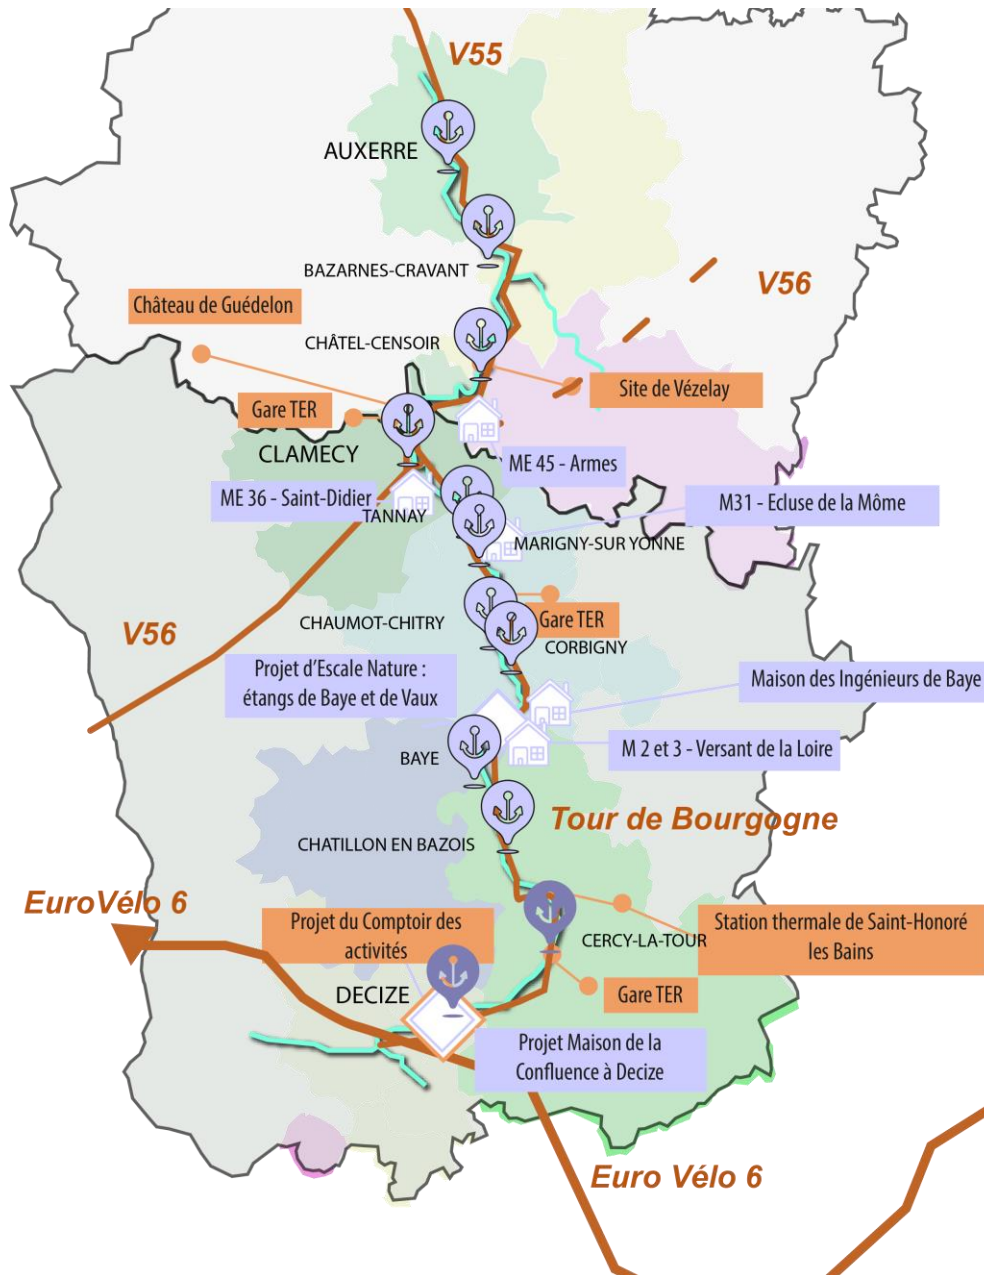 V55
AUXERRE
BAZARNES-CRAVANT
V56
Château de Guédelon
CHÂTEL-CENSOIR
Site de Vézelay
Gare TER
CLAMECY
ME 45 - Armes
ME 36 - Saint-Didier
TANNAY
M31 - Ecluse de la Môme
MARIGNY-SUR YONNE
CHAUMOT-CHITRY
Gare TER
V56
CORBIGNY
Projet d’Escale Nature :
étangs de Baye et de Vaux
Maison des Ingénieurs de Baye
BAYE
M 2 et 3 - Versant de la Loire
Tour de Bourgogne
CHATILLON EN BAZOIS
EuroVélo 6
Projet du Comptoir des
activités
CERCY-LA-TOUR
Station thermale de Saint-Honoré
les Bains
DECIZE
Gare TER
Projet Maison de la
Confluence à Decize
Euro Vélo 6